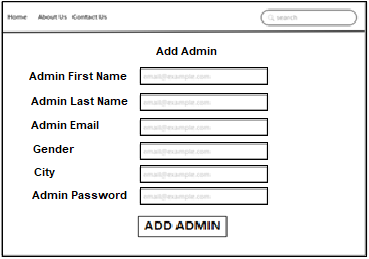 Home About Us Contact Us search
Add Admin
Admin First Name email@example.com
Admin Last Name email@example.com
Admin Email email@example.com
Gender email@example.com
City email@example.com
Admin Password email@example.com
ADD ADMIN